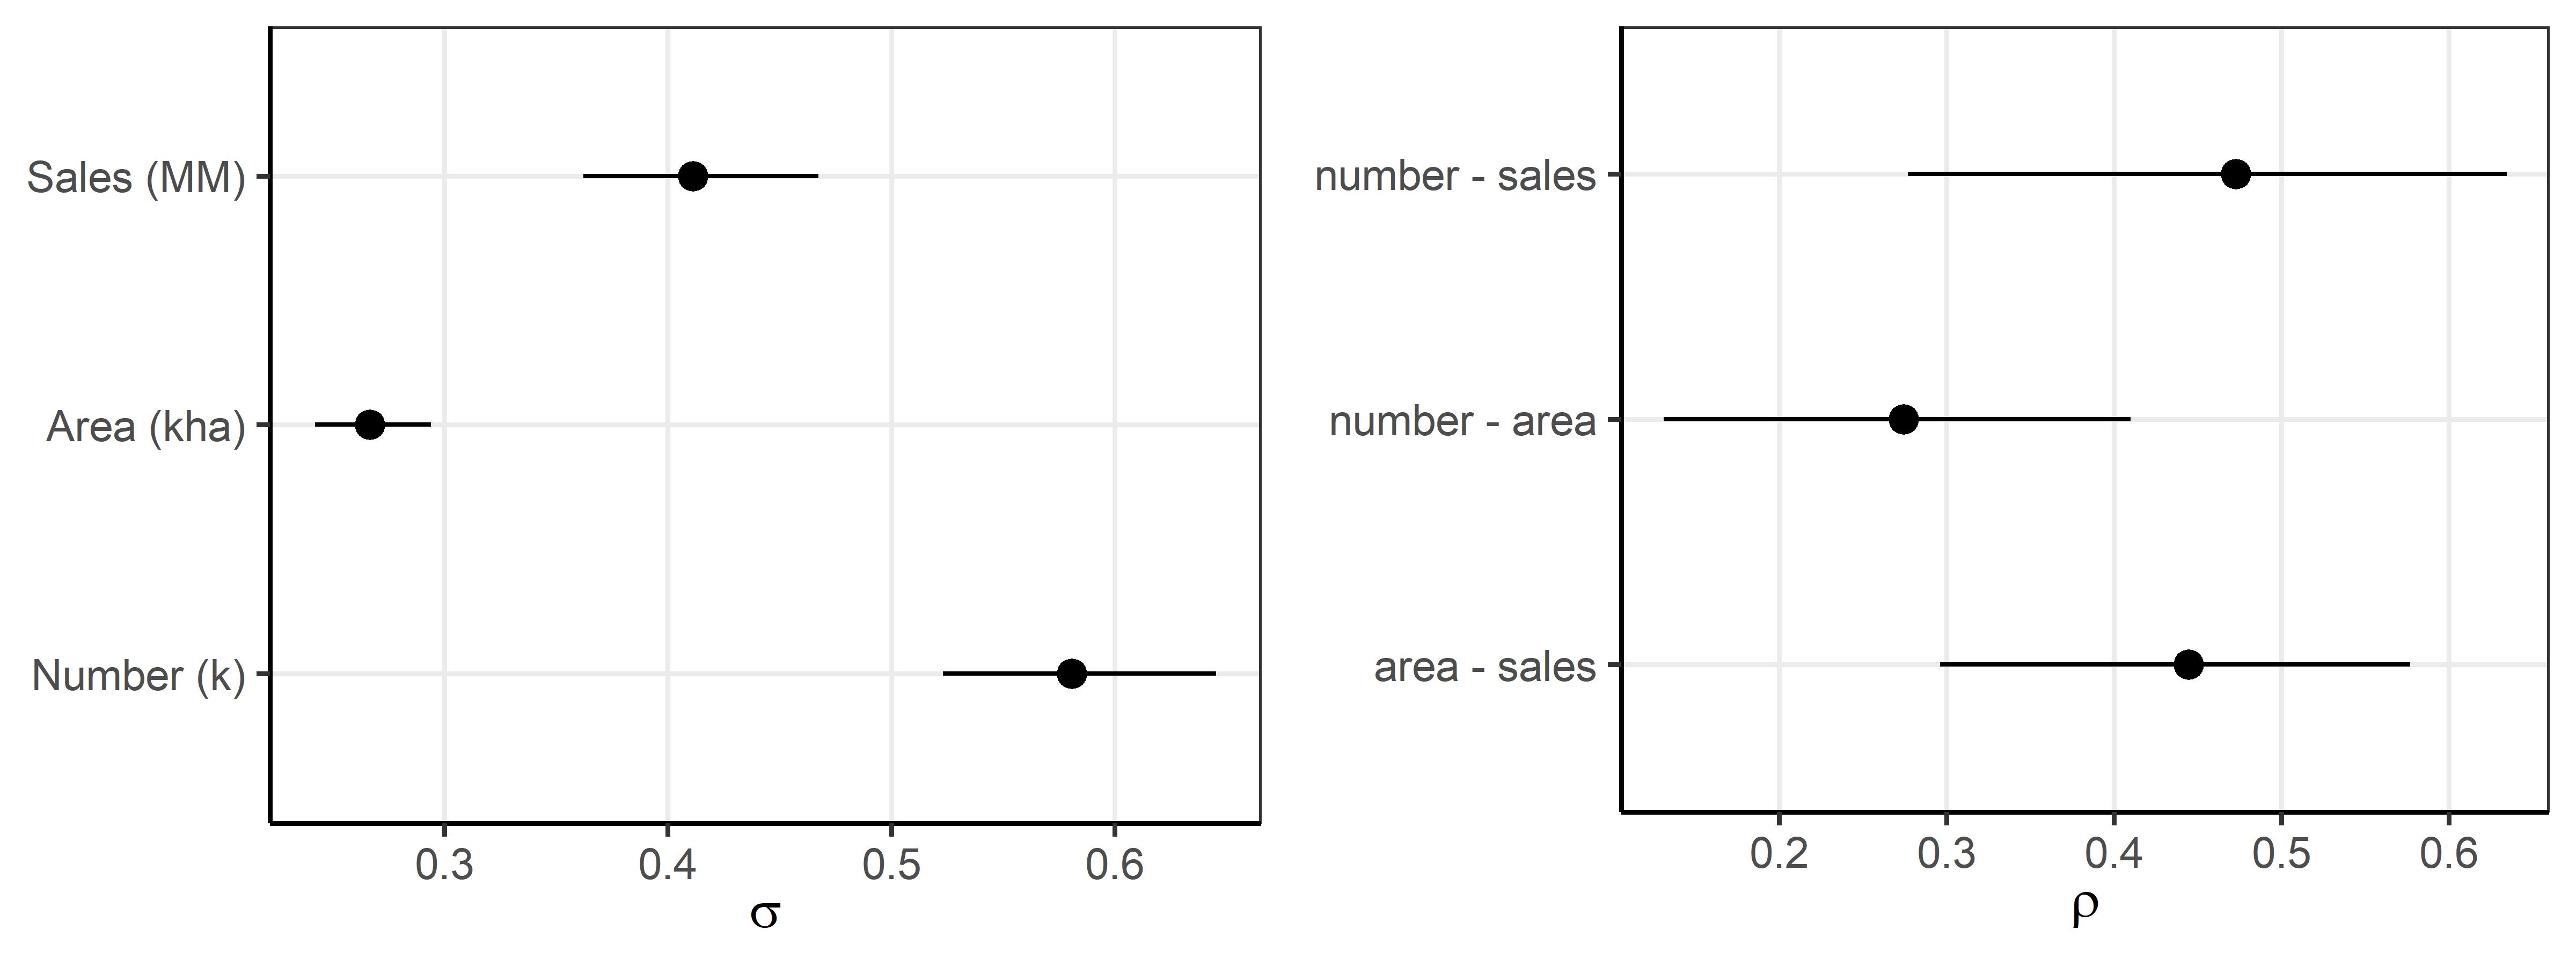 Sales (MM)
Area (kha)
Number (k)
0.3 0.4 0.5 0.6
σ
number - sales
number - area
area - sales
0.2 0.3 0.4 0.5 0.6
ρ